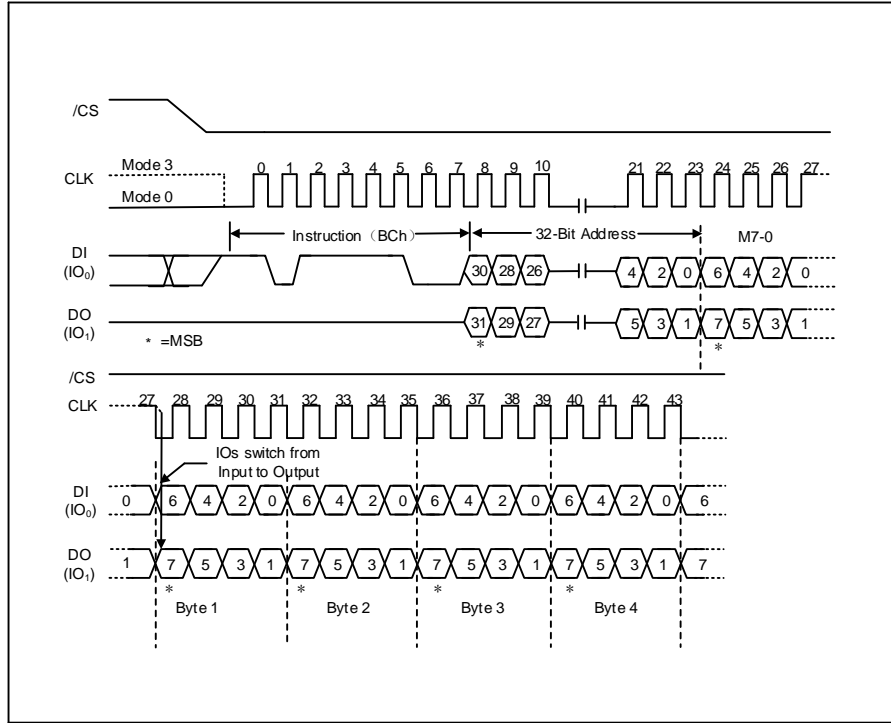 /CS
Mode 3
CLK
Mode 0
0 1 2 3 4 5 6 7 8 9 10 21 22 23 24 25 26 27
Instruction（BCh） 32-Bit Address M7-0
DI
(IO₀)
30 28 26 4 2 0 6 4 2 0
DO
(IO₁)
31 29 27 5 3 1 7 5 3 1
* =MSB
* *
/CS
CLK
27 28 29 30 31 32 33 34 35 36 37 38 39 40 41 42 43
IOs switch from
Input to Output
DI
(IO₀)
0 6 4 2 0 6 4 2 0 6 4 2 0 6 4 2 0 6
DO
(IO₁)
1 7 5 3 1 7 5 3 1 7 5 3 1 7 5 3 1 7
* * * *
Byte 1 Byte 2 Byte 3 Byte 4